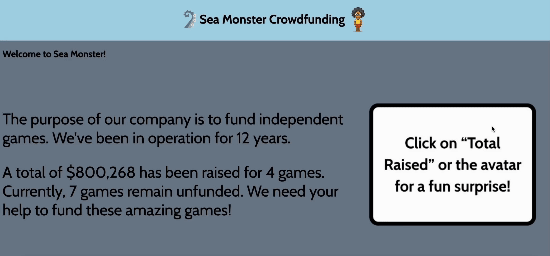 Sea Monster Crowdfunding
Welcome to Sea Monster!
The purpose of our company is to fund independent
games. We've been in operation for 12 years.
A total of $800,268 has been raised for 4 games.
Currently, 7 games remain unfunded. We need your
help to fund these amazing games!
Click on “Total
Raised” or the avatar
for a fun surprise!